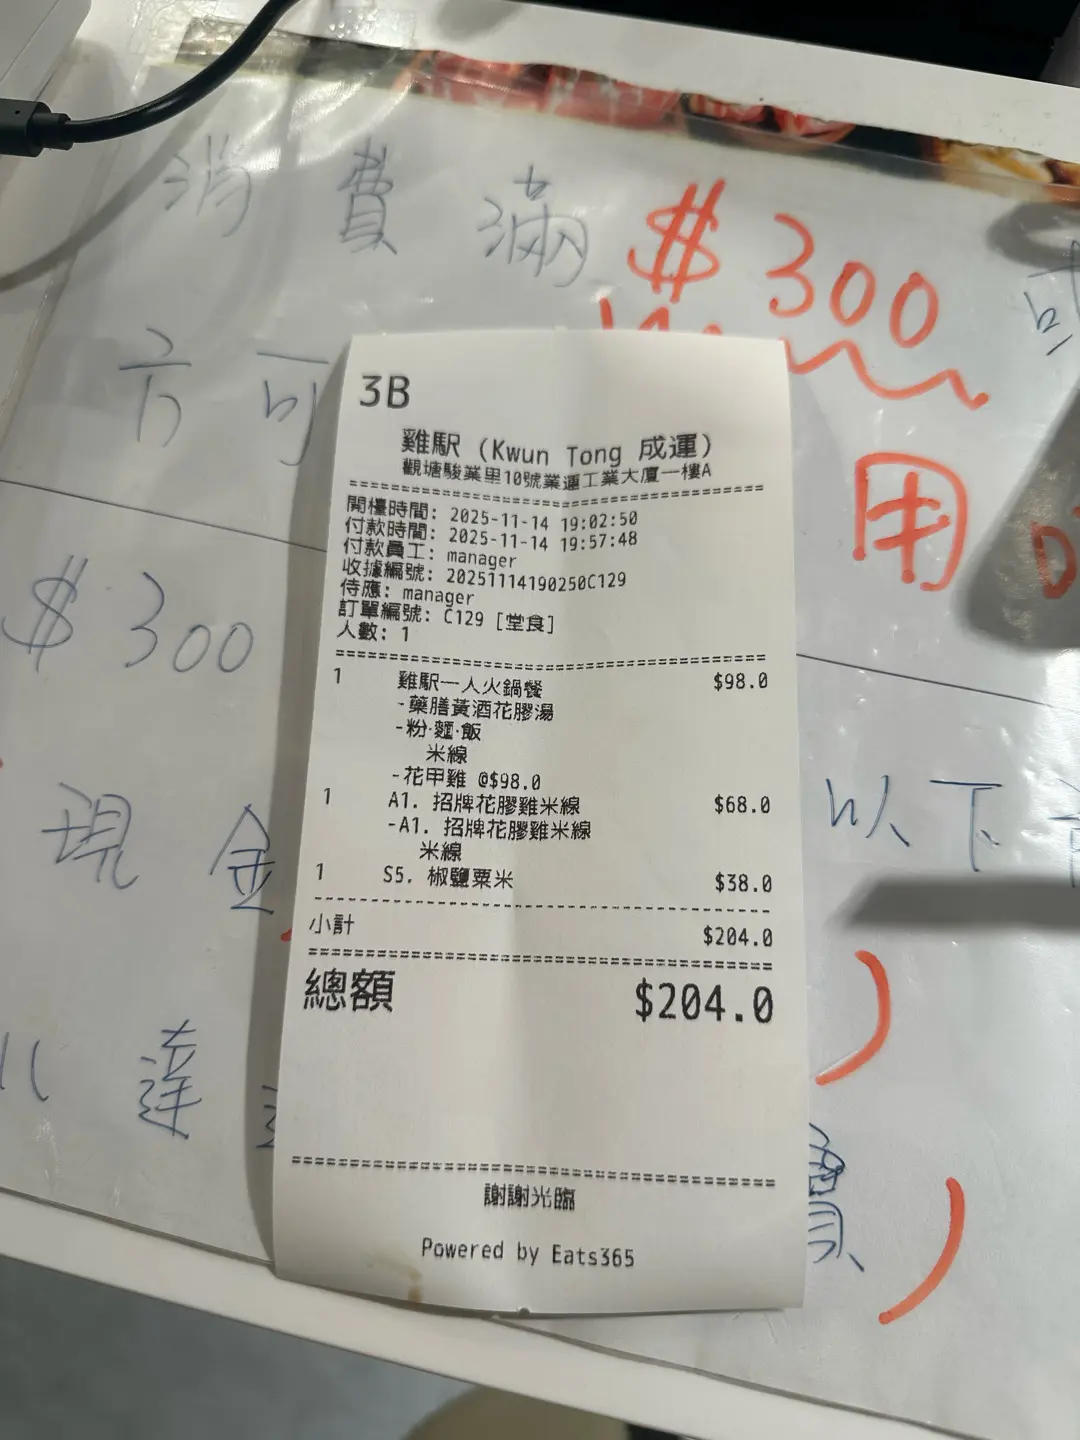 消費滿$300
方可
用
$300
現金
以下
達
3B
雞駅 (Kwun Tong 成運)
觀塘駿業里10號業運工業大廈一樓A
開檯時間: 2025-11-14 19:02:50
付款時間: 2025-11-14 19:57:48
付款員工: manager
收據編號: 20251114190250C129
侍應: manager
訂單編號: C129 [堂食]
人數: 1
1 雞駅一人火鍋餐 $98.0
-藥膳黃酒花膠湯
-粉·麵·飯
米線
-花甲雞 @$98.0
1 A1. 招牌花膠雞米線 $68.0
-A1. 招牌花膠雞米線
米線
1 S5. 椒鹽粟米 $38.0
小計 $204.0
總額 $204.0
謝謝光臨
Powered by Eats365